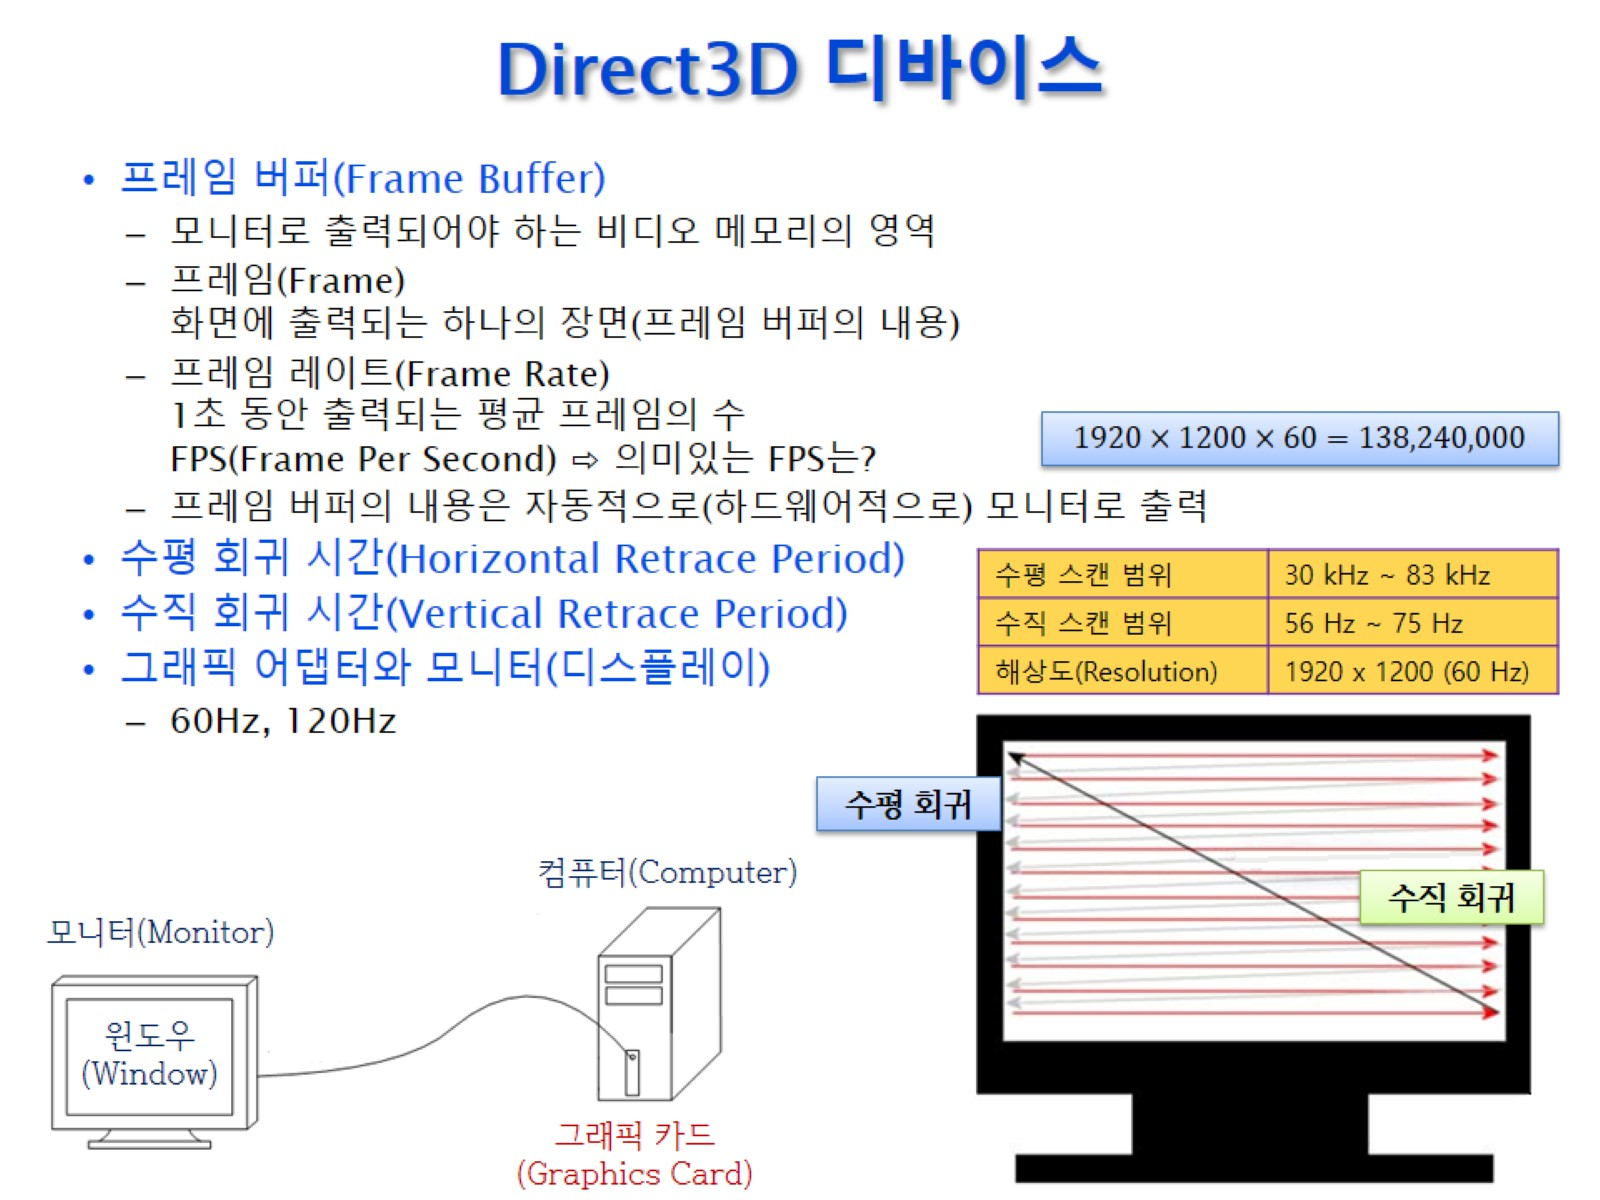 Direct3D 디바이스
• 프레임 버퍼(Frame Buffer)
– 모니터로 출력되어야 하는 비디오 메모리의 영역
– 프레임(Frame)
화면에 출력되는 하나의 장면(프레임 버퍼의 내용)
– 프레임 레이트(Frame Rate)
1초 동안 출력되는 평균 프레임의 수
FPS(Frame Per Second) ⇨ 의미있는 FPS는?
1920 × 1200 × 60 = 138,240,000
– 프레임 버퍼의 내용은 자동적으로(하드웨어적으로) 모니터로 출력
• 수평 회귀 시간(Horizontal Retrace Period)
• 수직 회귀 시간(Vertical Retrace Period)
• 그래픽 어댑터와 모니터(디스플레이)
– 60Hz, 120Hz
수평 스캔 범위 30 kHz ~ 83 kHz
수직 스캔 범위 56 Hz ~ 75 Hz
해상도(Resolution) 1920 x 1200 (60 Hz)
수평 회귀
수직 회귀
컴퓨터(Computer)
모니터(Monitor)
윈도우
(Window)
그래픽 카드
(Graphics Card)